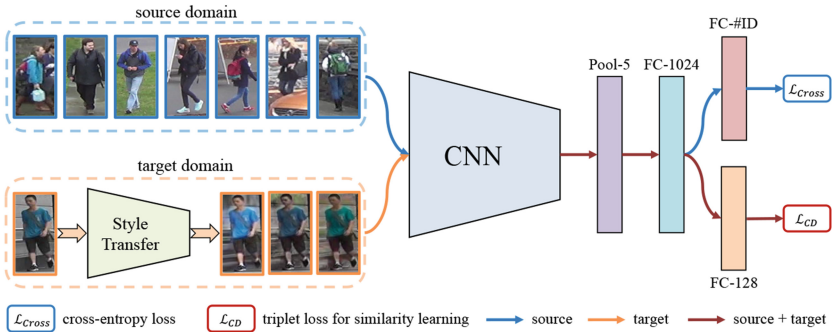 source domain
target domain
Style
Transfer
CNN
Pool-5
FC-1024
FC-#ID
ℒCross
FC-128
ℒCD
ℒCross cross-entropy loss
ℒCD triplet loss for similarity learning
source
target
source + target